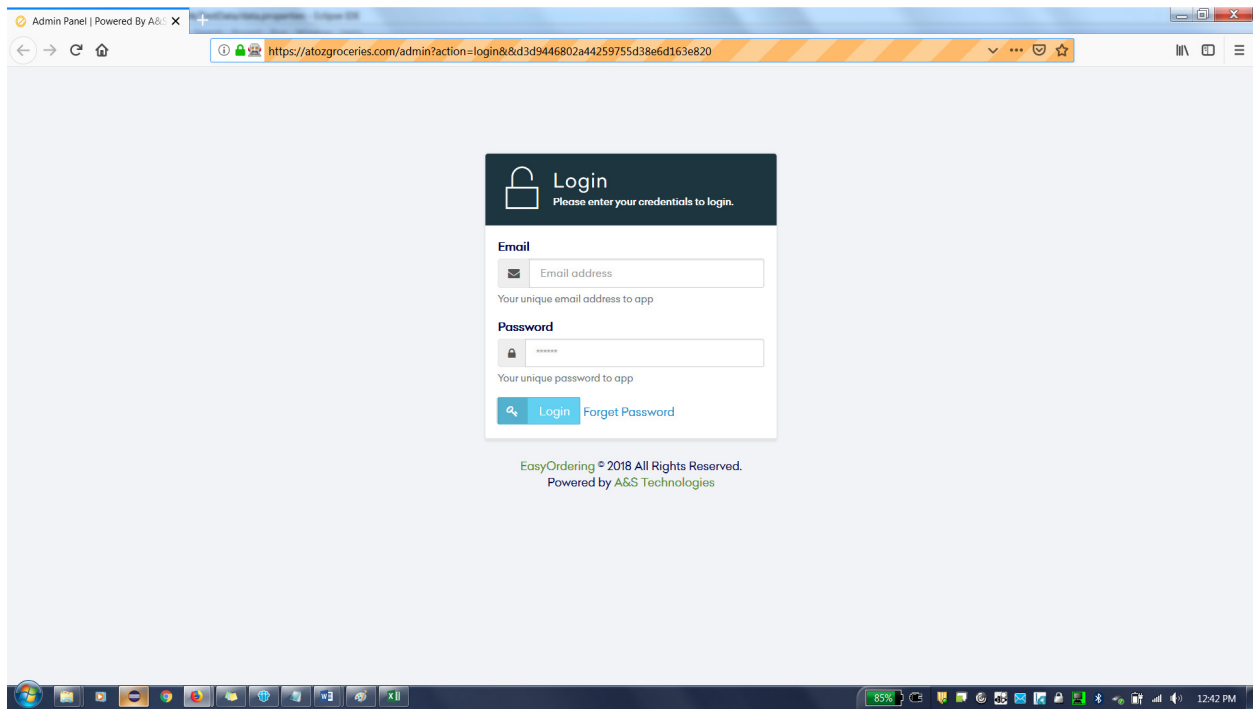 Admin Panel | Powered By A&S
https://atozgroceries.com/admin?action=login&&d3d9446802a44259755d38e6d163e820
Login
Please enter your credentials to login.
Email
Email address
Your unique email address to app
Password
******
Your unique password to app
Login Forget Password
EasyOrdering © 2018 All Rights Reserved.
Powered by A&S Technologies
85% 12:42 PM